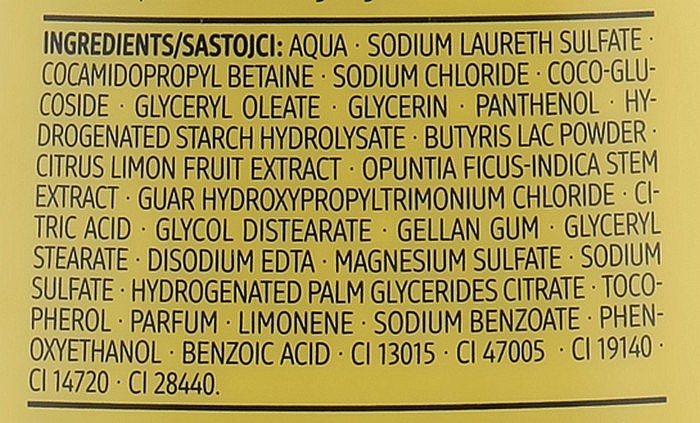 INGREDIENTS/SASTOJCI: AQUA · SODIUM LAURETH SULFATE ·
COCAMIDOPROPYL BETAINE · SODIUM CHLORIDE · COCO-GLU-
COSIDE · GLYCERYL OLEATE · GLYCERIN · PANTHENOL · HY-
DROGENATED STARCH HYDROLYSATE · BUTYRIS LAC POWDER ·
CITRUS LIMON FRUIT EXTRACT · OPUNTIA FICUS-INDICA STEM
EXTRACT · GUAR HYDROXYPROPYLTRIMONIUM CHLORIDE · CI-
TRIC ACID · GLYCOL DISTEARATE · GELLAN GUM · GLYCERYL
STEARATE · DISODIUM EDTA · MAGNESIUM SULFATE · SODIUM
SULFATE · HYDROGENATED PALM GLYCERIDES CITRATE · TOCO-
PHEROL · PARFUM · LIMONENE · SODIUM BENZOATE · PHEN-
OXYETHANOL · BENZOIC ACID · CI 13015 · CI 47005 · CI 19140 ·
CI 14720 · CI 28440.